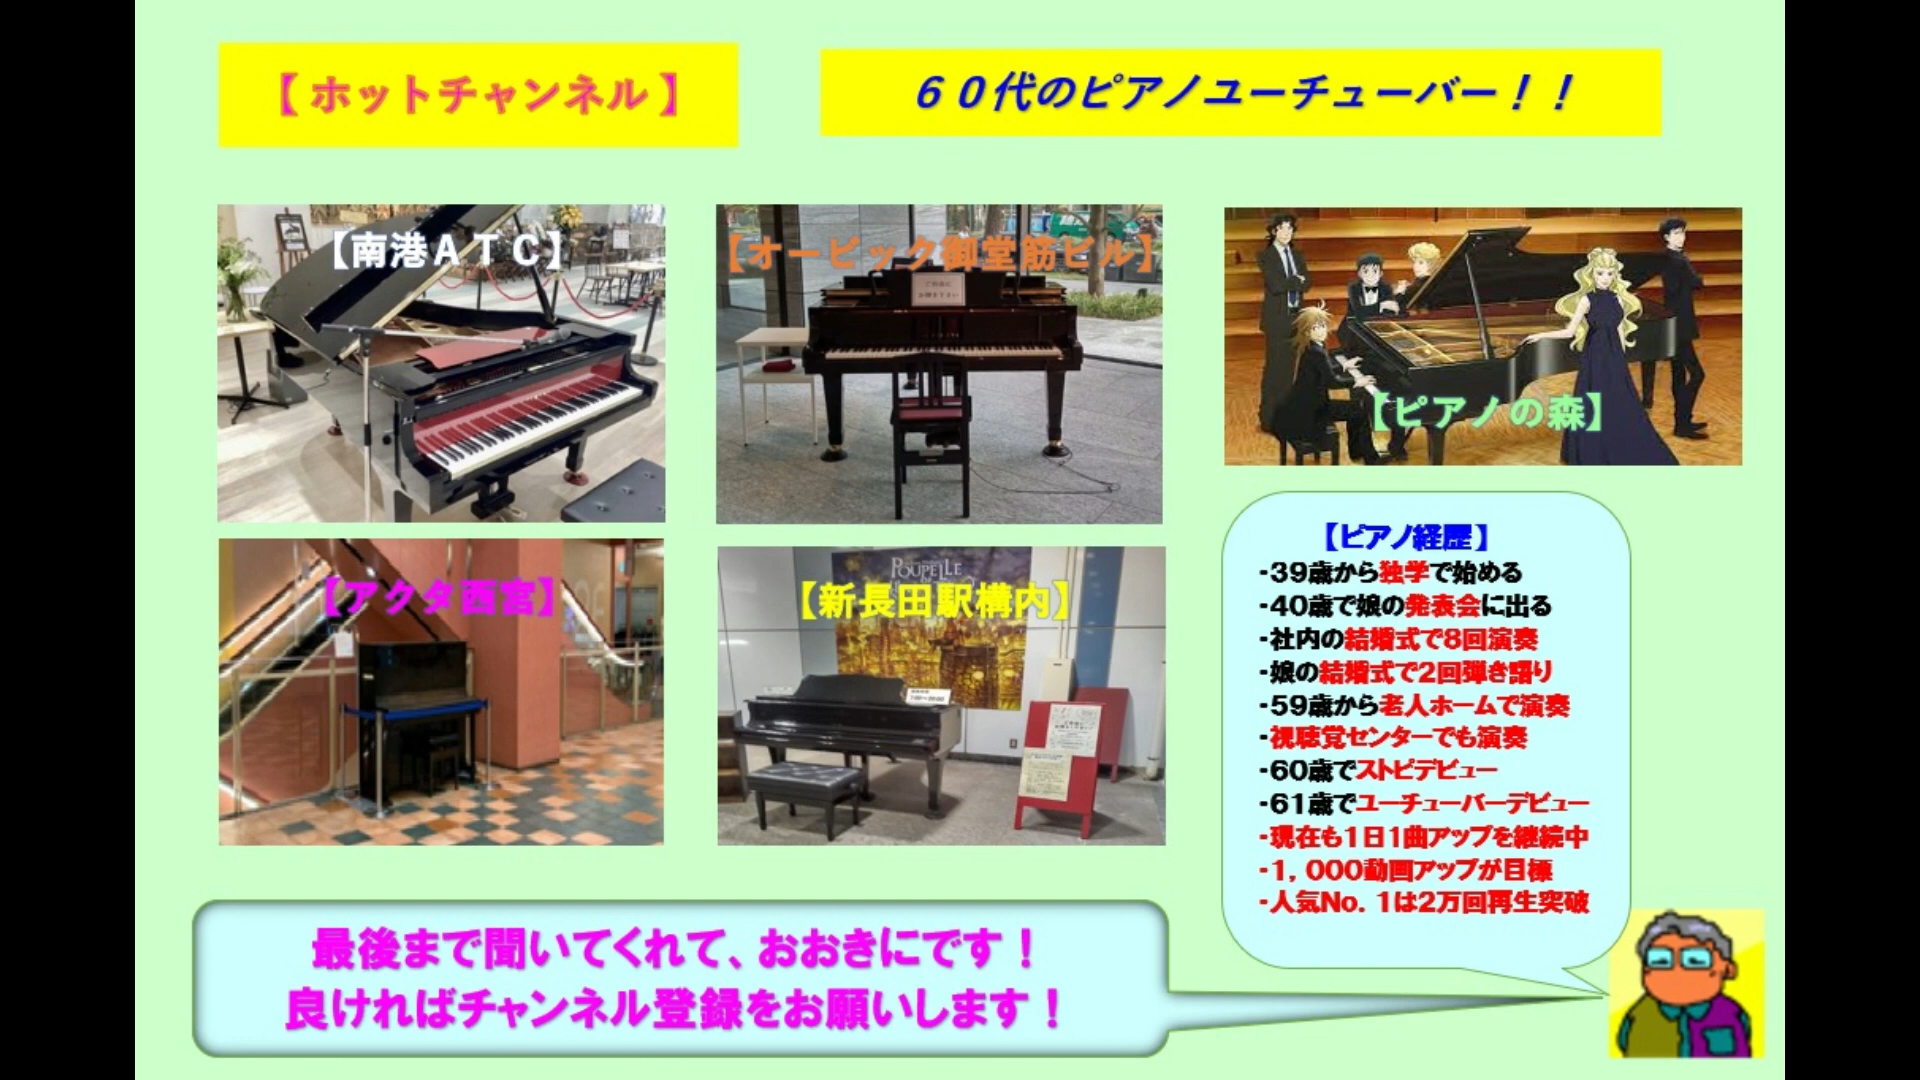 【ホットチャンネル】
６０代のピアノユーチューバー！！
【南港ＡＴＣ】
【オービック御堂筋ビル】
【ピアノの森】
【アクタ西宮】
POUPELLE
【新長田駅構内】
【ピアノ経歴】
・39歳から独学で始める
・40歳で娘の発表会に出る
・社内の結婚式で8回演奏
・娘の結婚式で2回弾き語り
・59歳から老人ホームで演奏
・視聴覚センターでも演奏
・60歳でストピデビュー
・61歳でユーチューバーデビュー
・現在も1日1曲アップを継続中
・1，000動画アップが目標
・人気No．1は2万回再生突破
最後まで聞いてくれて、おおきにです！
良ければチャンネル登録をお願いします！